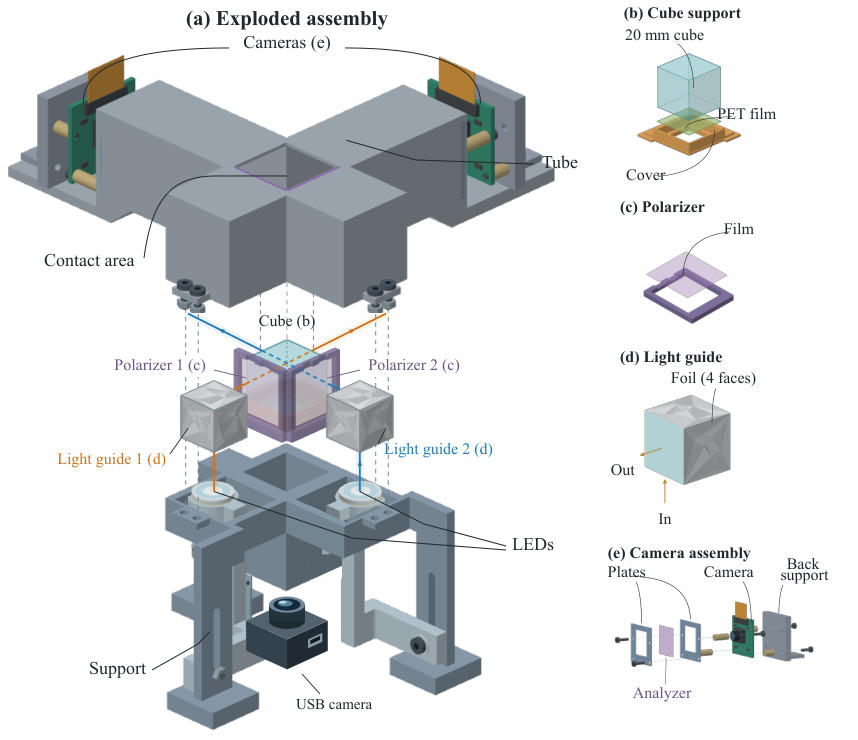 (a) Exploded assembly
Cameras (e)
Tube
Contact area
Cube (b)
Polarizer 1 (c)
Polarizer 2 (c)
Light guide 1 (d)
Light guide 2 (d)
LEDs
Support
USB camera
(b) Cube support
20 mm cube
PET film
Cover
(c) Polarizer
Film
(d) Light guide
Foil (4 faces)
Out
In
(e) Camera assembly
Plates
Camera
Back
support
Analyzer